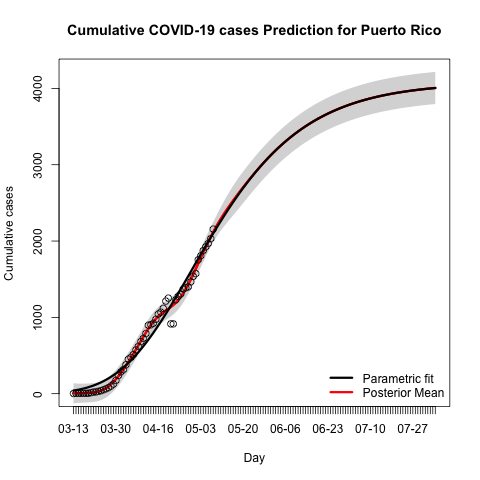 Cumulative COVID-19 cases Prediction for Puerto Rico
Cumulative cases
4000
3000
2000
1000
0
Parametric fit
Posterior Mean
03-13 03-30 04-16 05-03 05-20 06-06 06-23 07-10 07-27
Day